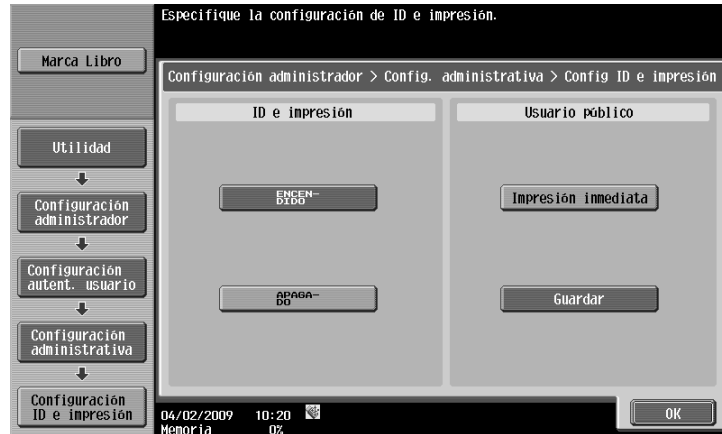 Especifique la configuración de ID e impresión.
Marca Libro
Configuración administrador > Config. administrativa > Config ID e impresión
ID e impresión
Usuario público
Utilidad
ENCEN-
DIDO
Impresión inmediata
Configuración
administrador
Configuración
autent. usuario
APAGA-
DO
Guardar
Configuración
administrativa
Configuración
ID e impresión
04/02/2009 10:20
Memoria 0%
OK